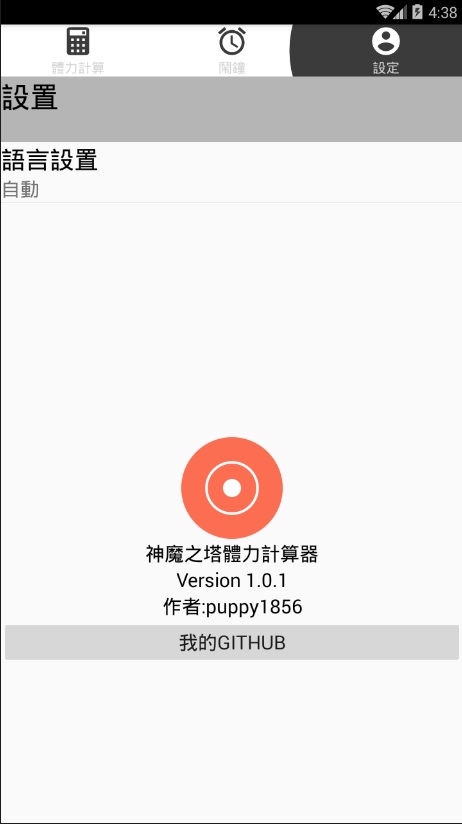 4:38
體力計算
鬧鐘
設定
設置
語言設置
自動
神魔之塔體力計算器
Version 1.0.1
作者:puppy1856
我的GITHUB